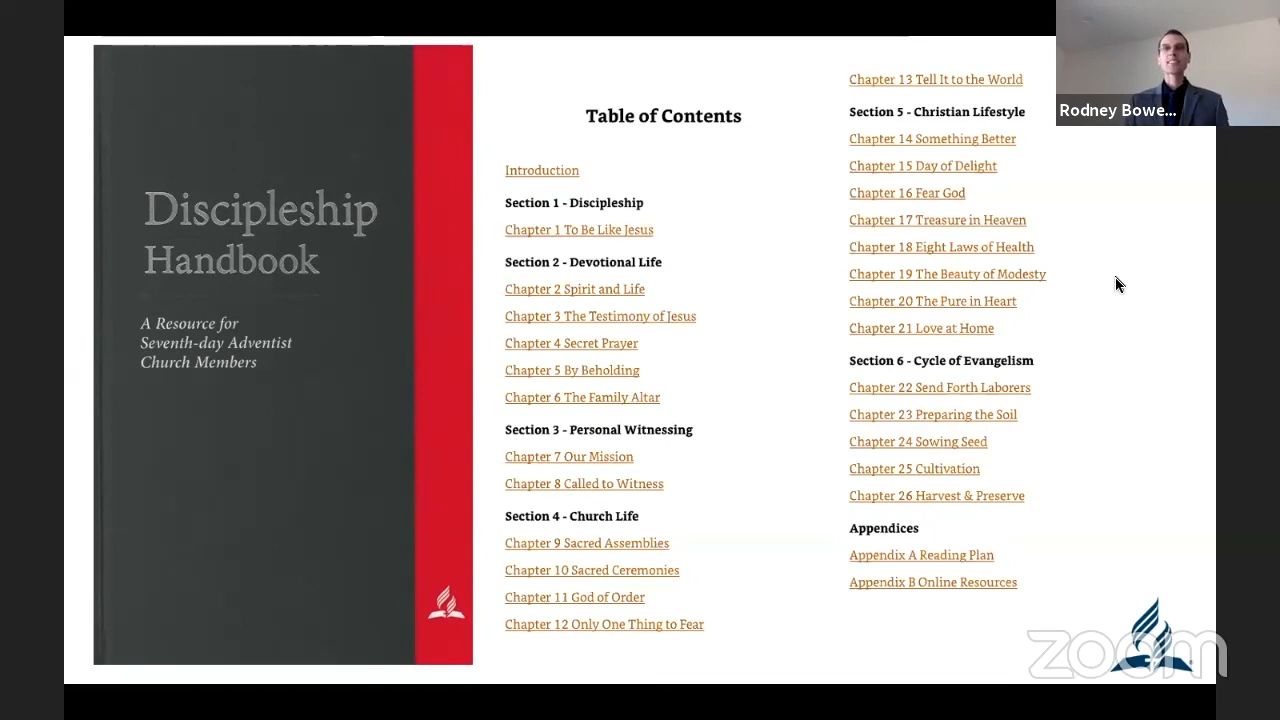 Discipleship
Handbook
A Resource for
Seventh-day Adventist
Church Members
Table of Contents
Introduction
Section 1 - Discipleship
Chapter 1 To Be Like Jesus
Section 2 - Devotional Life
Chapter 2 Spirit and Life
Chapter 3 The Testimony of Jesus
Chapter 4 Secret Prayer
Chapter 5 By Beholding
Chapter 6 The Family Altar
Section 3 - Personal Witnessing
Chapter 7 Our Mission
Chapter 8 Called to Witness
Section 4 - Church Life
Chapter 9 Sacred Assemblies
Chapter 10 Sacred Ceremonies
Chapter 11 God of Order
Chapter 12 Only One Thing to Fear
Chapter 13 Tell It to the World
Section 5 - Christian Lifestyle
Chapter 14 Something Better
Chapter 15 Day of Delight
Chapter 16 Fear God
Chapter 17 Treasure in Heaven
Chapter 18 Eight Laws of Health
Chapter 19 The Beauty of Modesty
Chapter 20 The Pure in Heart
Chapter 21 Love at Home
Section 6 - Cycle of Evangelism
Chapter 22 Send Forth Laborers
Chapter 23 Preparing the Soil
Chapter 24 Sowing Seed
Chapter 25 Cultivation
Chapter 26 Harvest & Preserve
Appendices
Appendix A Reading Plan
Appendix B Online Resources
Rodney Bowe...
zoom